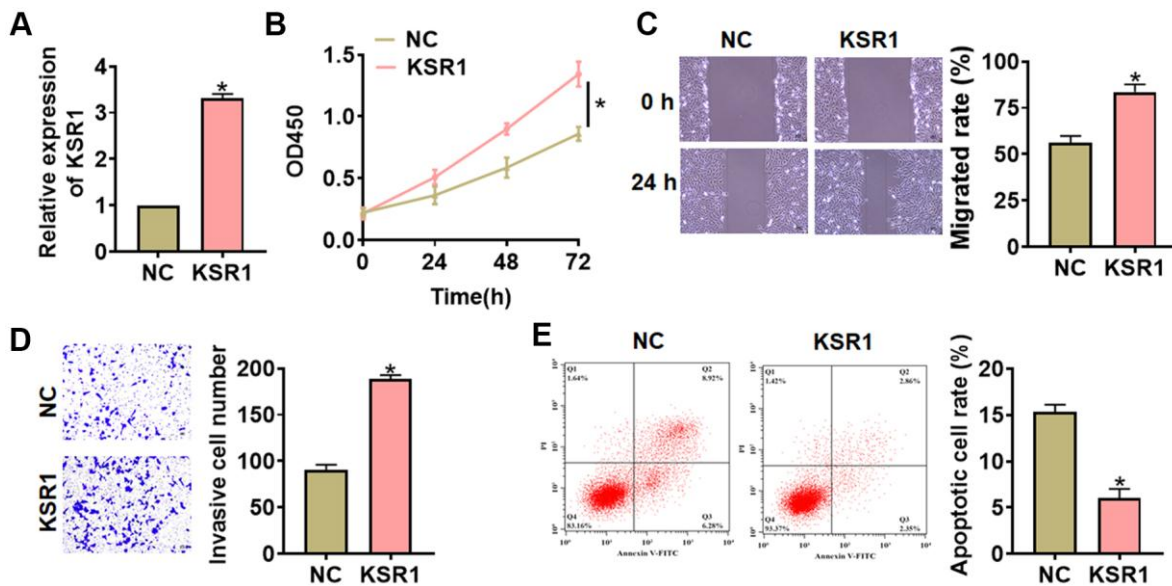 A
Relative expression
of KSR1
4
3
2
1
0
NC
KSR1
*
B
NC
KSR1
OD450
1.5
1.0
0.5
0.0
0
24
48
72
Time(h)
*
C
NC
KSR1
0 h
24 h
Migrated rate (%)
100
75
50
25
0
NC
KSR1
*
D
NC
KSR1
Invasive cell number
200
150
100
50
0
NC
KSR1
*
E
NC
KSR1
Q1
1.64%
Q2
8.92%
Q4
83.16%
Q3
6.28%
PI
Annexin V-FITC
Q1
1.42%
Q2
2.86%
Q4
93.37%
Q3
2.35%
PI
Annexin V-FITC
Apoptotic cell rate (%)
20
15
10
5
0
NC
KSR1
*